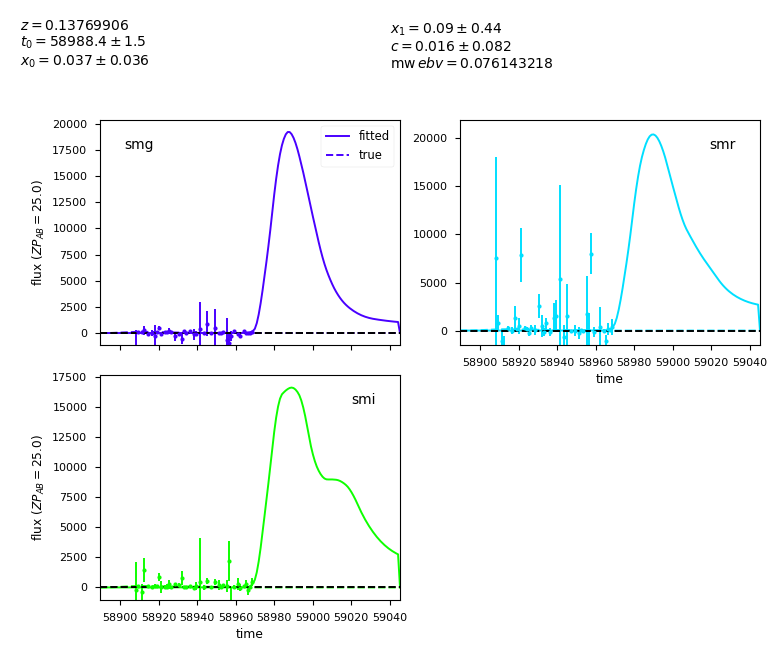 z = 0.13769906
t₀ = 58988.4 ± 1.5
x₀ = 0.037 ± 0.036
x₁ = 0.09 ± 0.44
c = 0.016 ± 0.082
mw ebv = 0.076143218
20000
17500
15000
12500
10000
7500
5000
2500
0
flux (ZP_AB = 25.0)
smg
fitted
true
20000
15000
10000
5000
0
smr
58900 58920 58940 58960 58980 59000 59020 59040
time
17500
15000
12500
10000
7500
5000
2500
0
flux (ZP_AB = 25.0)
smi
58900 58920 58940 58960 58980 59000 59020 59040
time